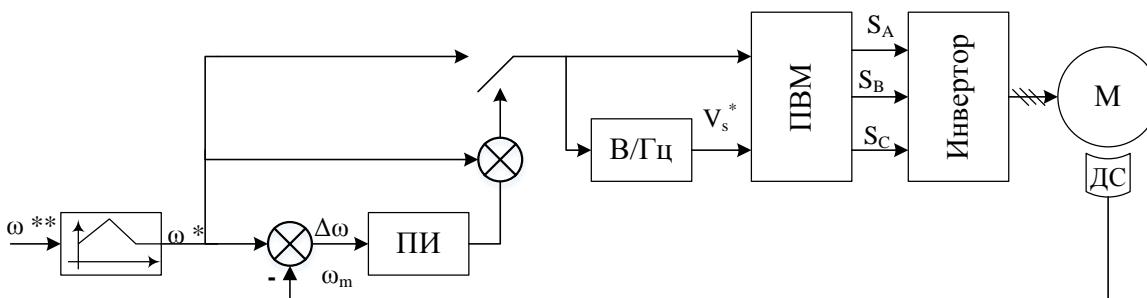 S_A
S_B
S_C
ПВМ
Инвертор
М
V_s*
В/Гц
ДС
ω **
ω *
Δω
ПИ
-
ω_m